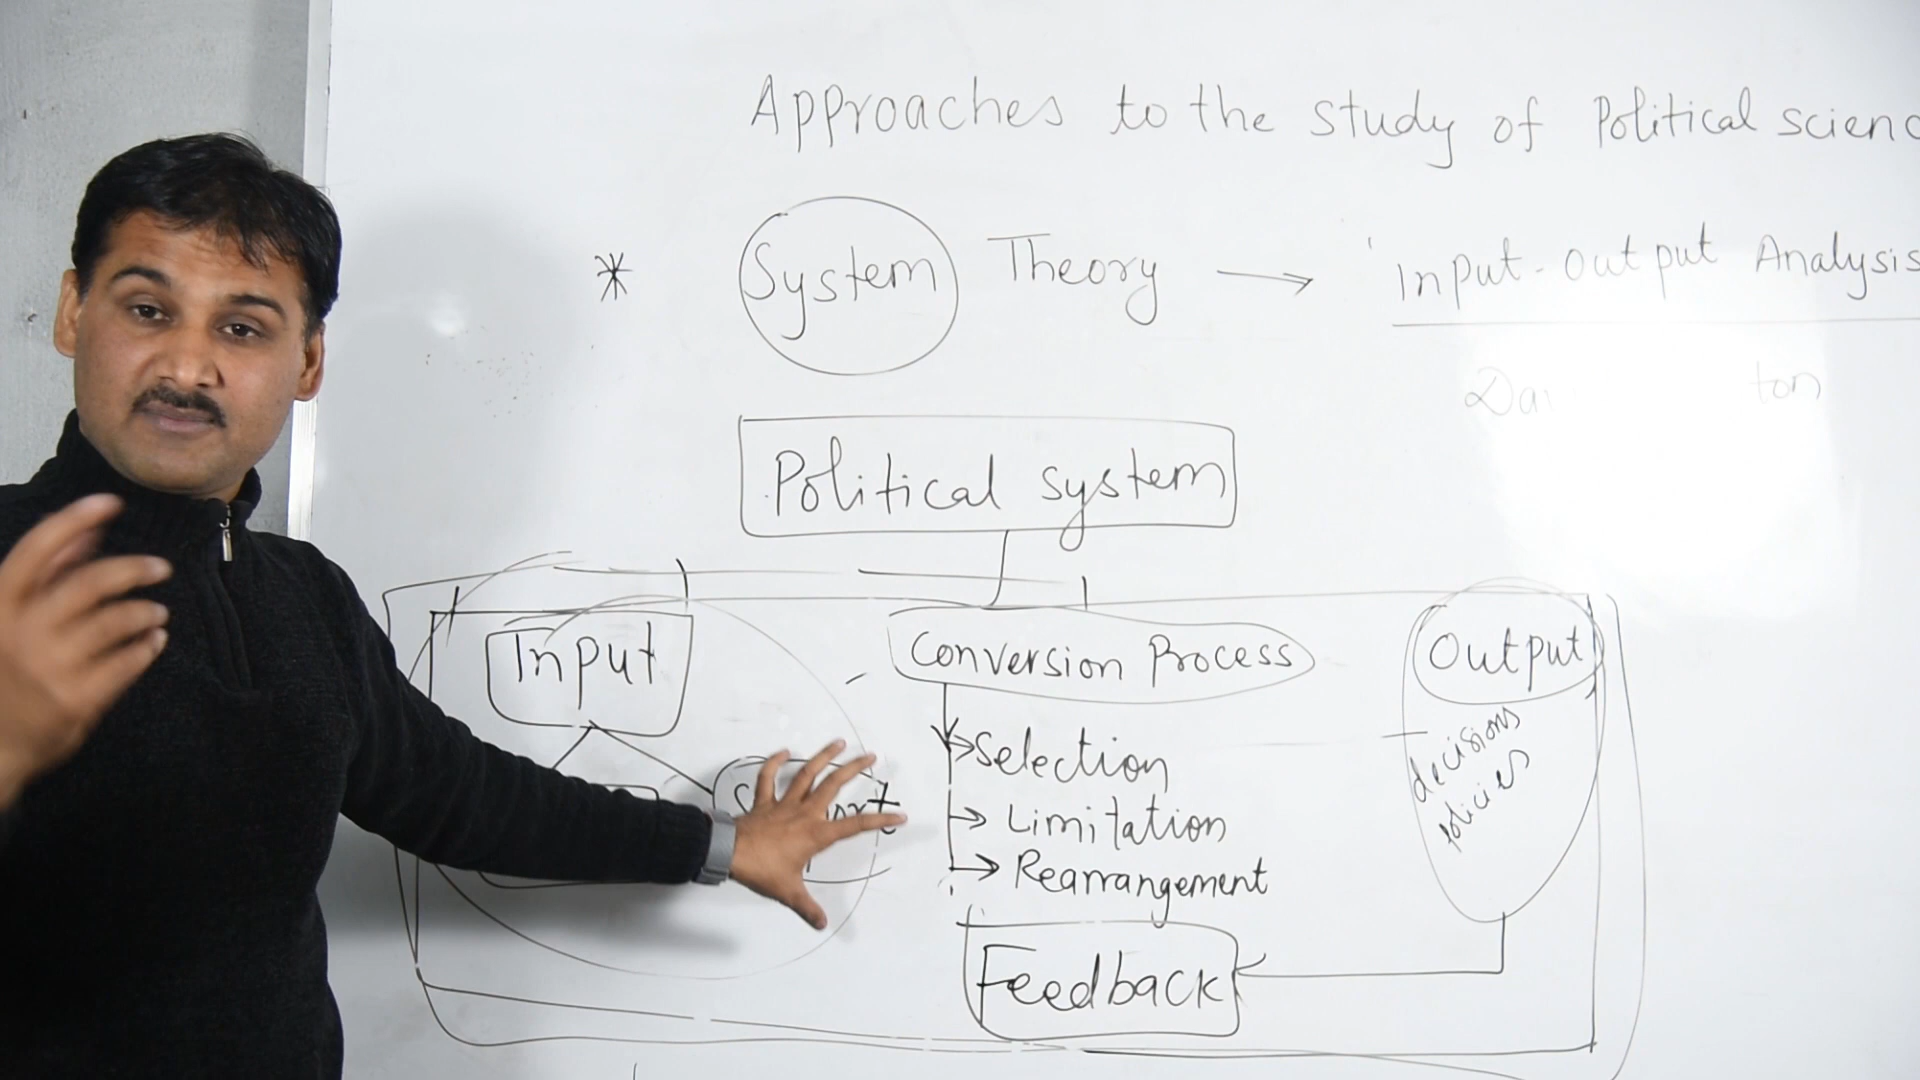 Approaches to the study of Political scienc
* System Theory → Input-Output Analysis
Political system
Input
Conversion Process
Output
Selection
Limitation
Rearrangement
decisions
policies
Feedback